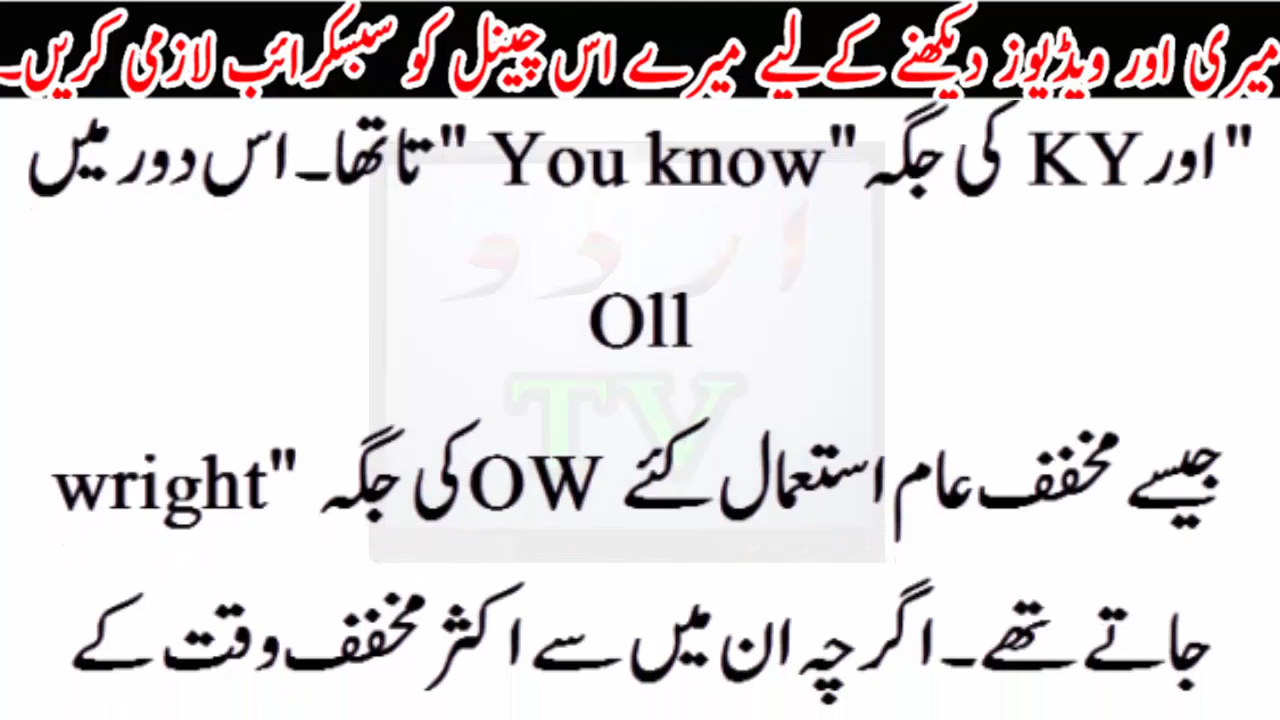 میری اور ویڈیوز دیکھنے کے لیے میرے اس چینل کو سبسکرائب لازمی کریں۔
"اور KY کی جگہ "You know" تا تھا۔ اس دور میں
اردو
Oll
TV
جیسے مخفف عام استعمال کئے OW کی جگہ "wright
جاتے تھے۔ اگرچہ ان میں سے اکثر مخفف وقت کے